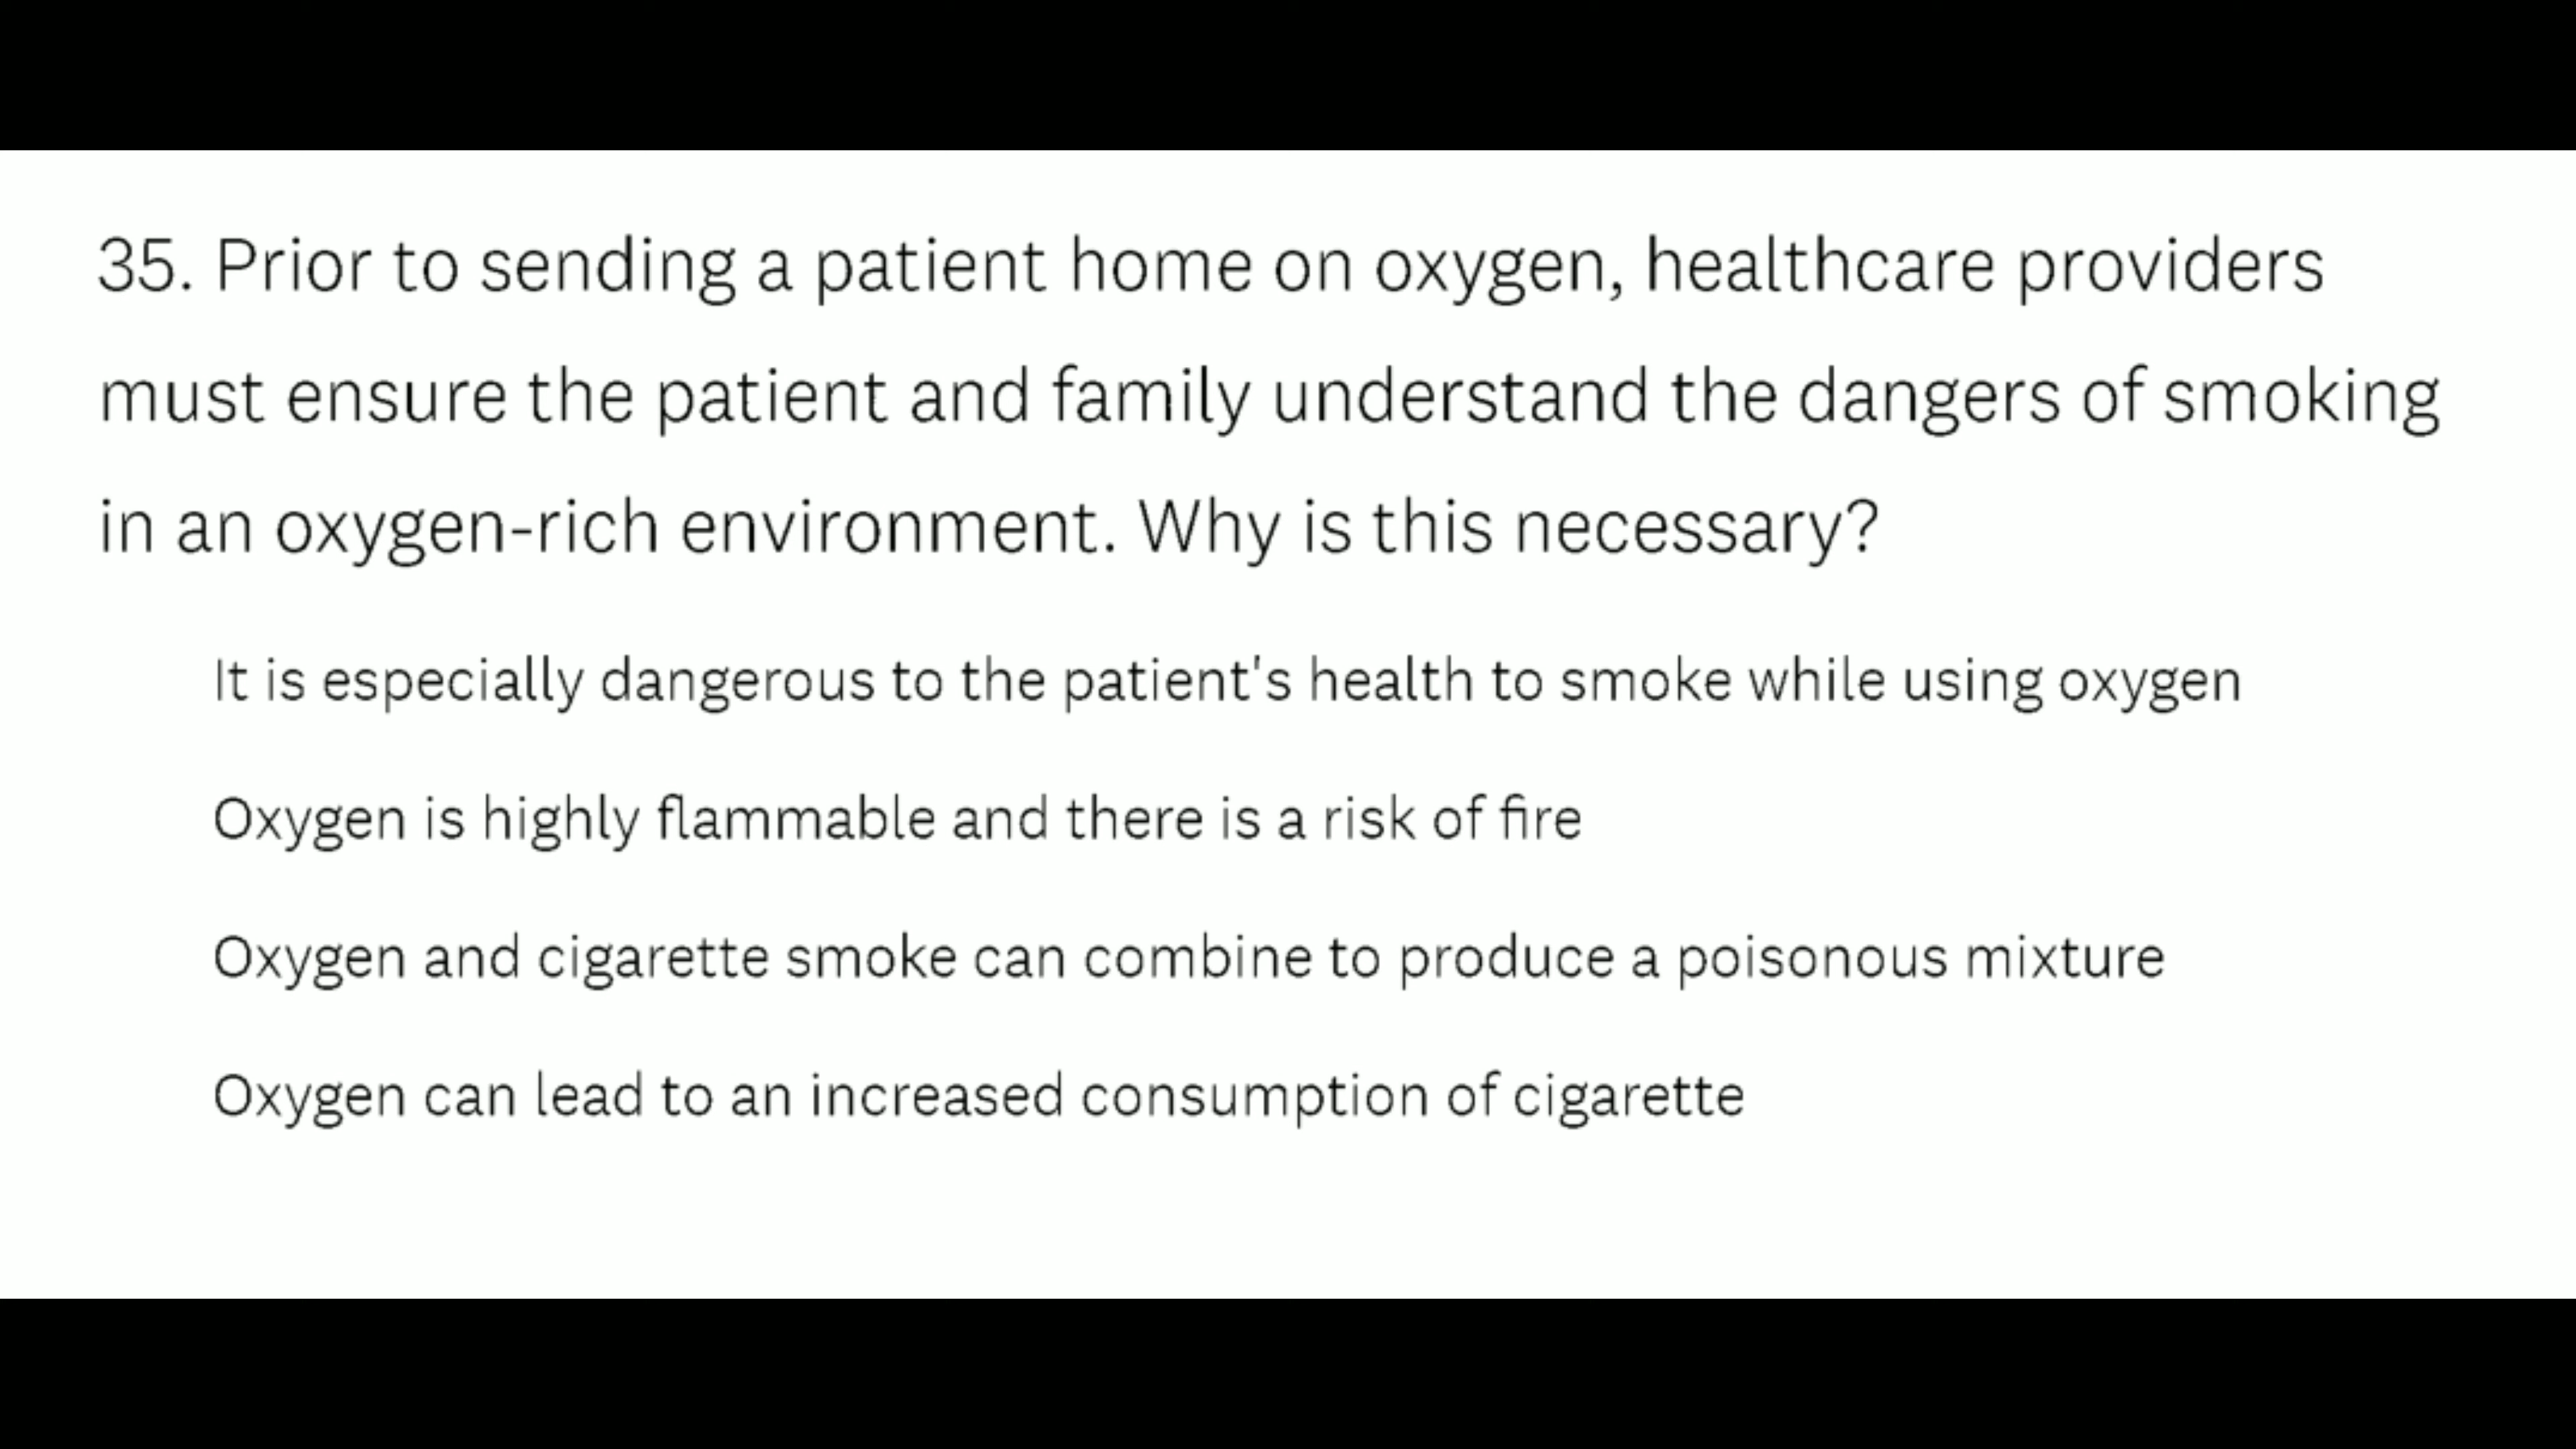 35. Prior to sending a patient home on oxygen, healthcare providers
must ensure the patient and family understand the dangers of smoking
in an oxygen-rich environment. Why is this necessary?
It is especially dangerous to the patient's health to smoke while using oxygen
Oxygen is highly flammable and there is a risk of fire
Oxygen and cigarette smoke can combine to produce a poisonous mixture
Oxygen can lead to an increased consumption of cigarette